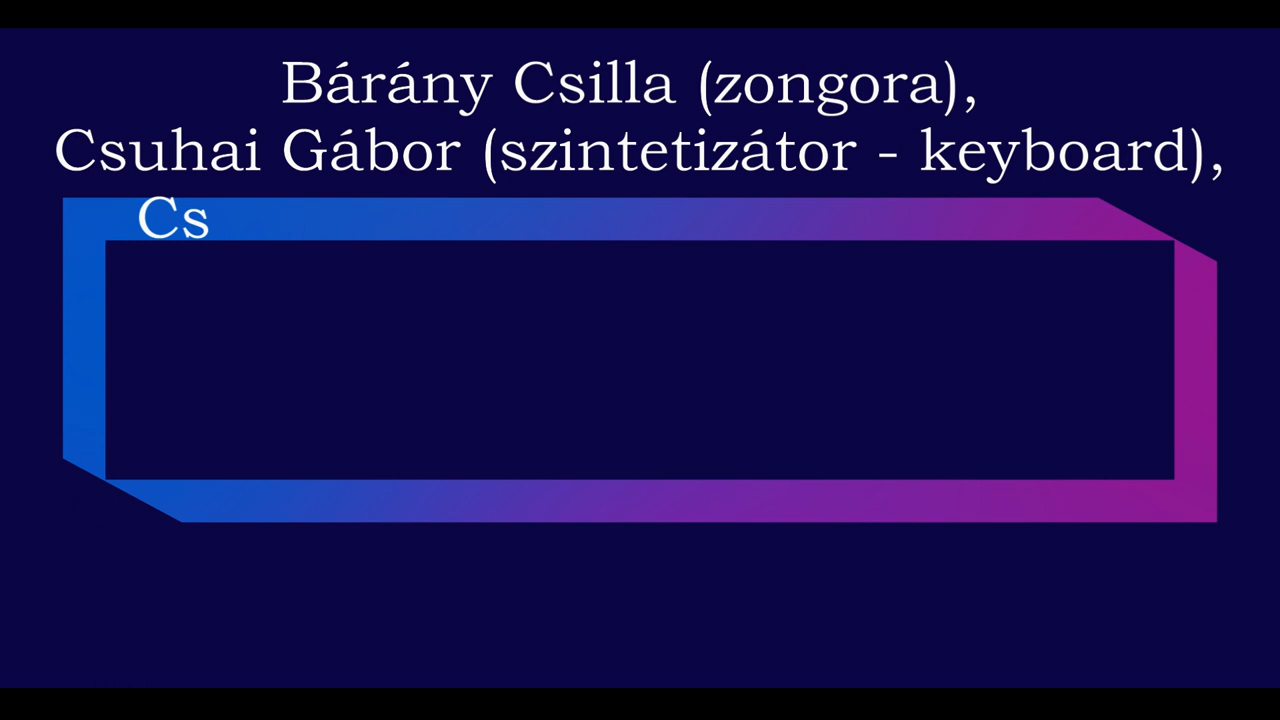 Bárány Csilla (zongora),
Csuhai Gábor (szintetizátor - keyboard),
Cs